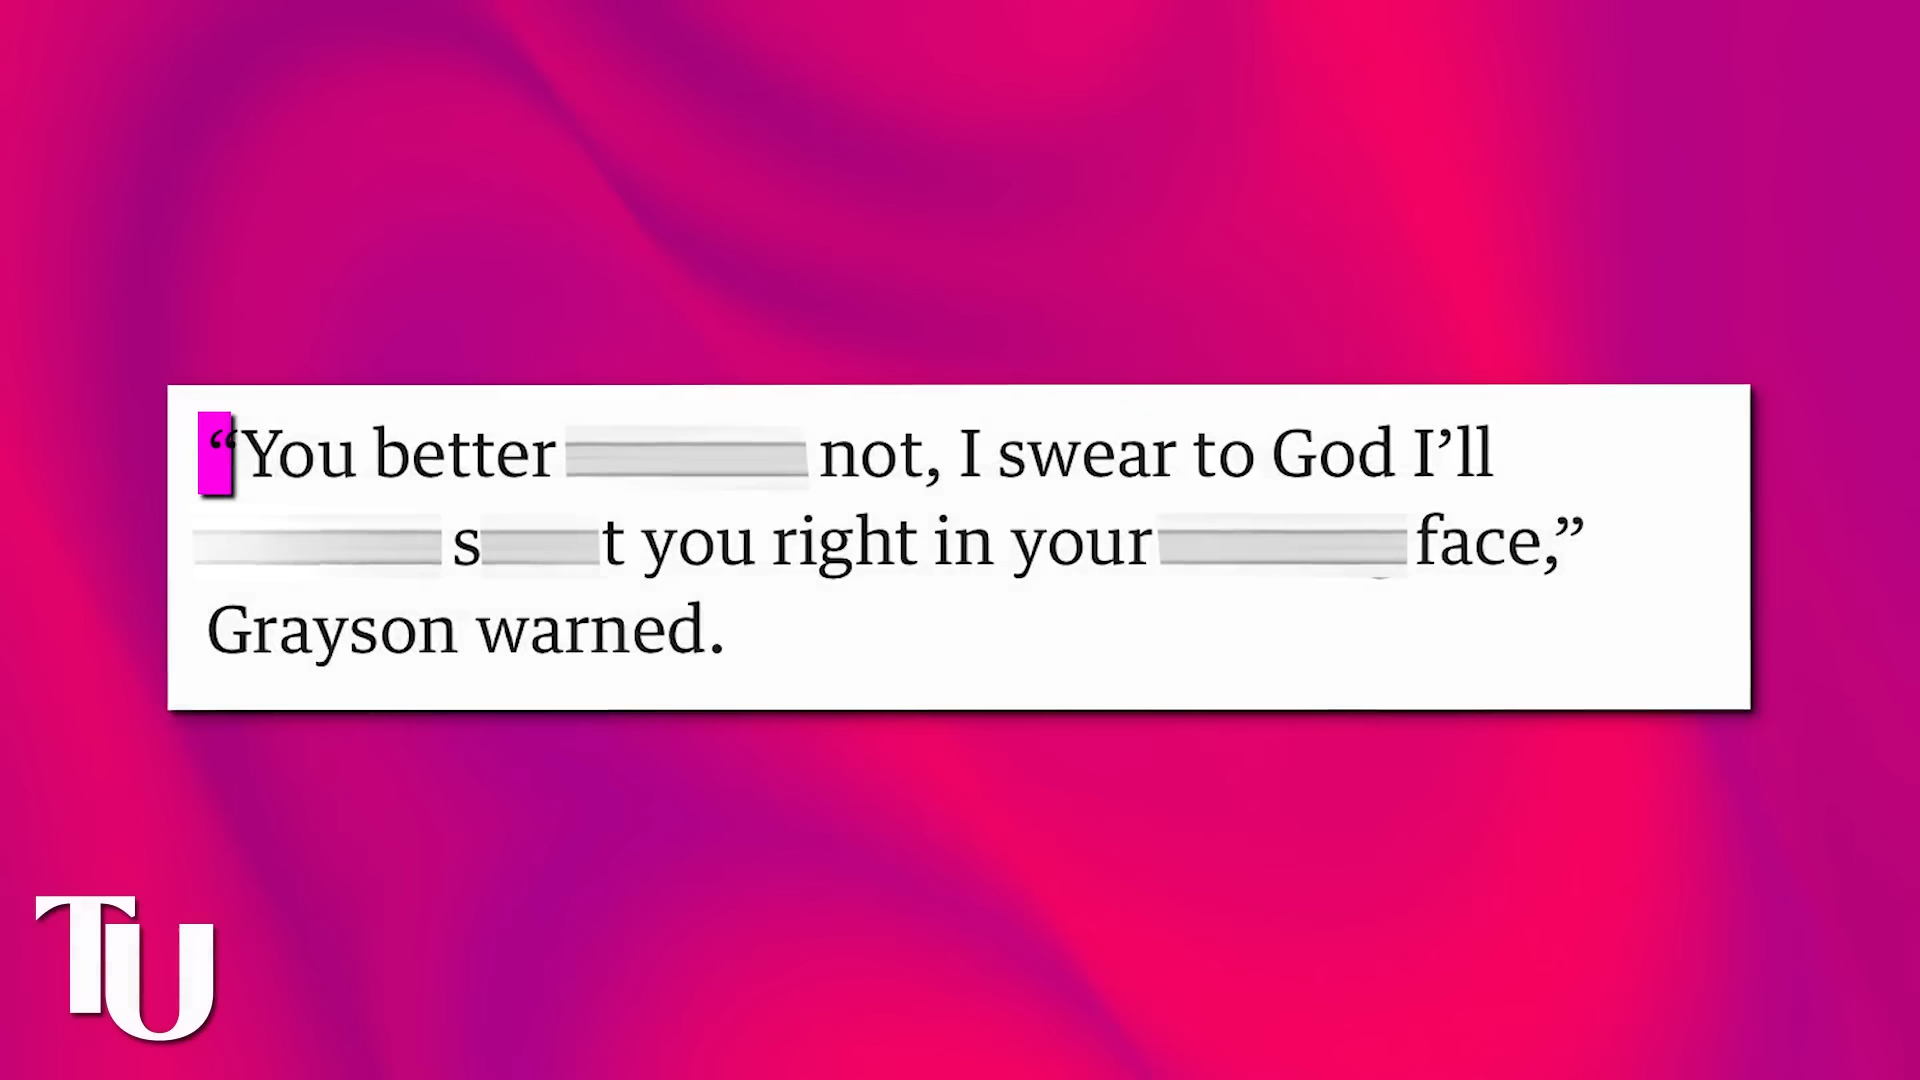 “You better not, I swear to God I’ll
s t you right in your face,”
Grayson warned.
TU